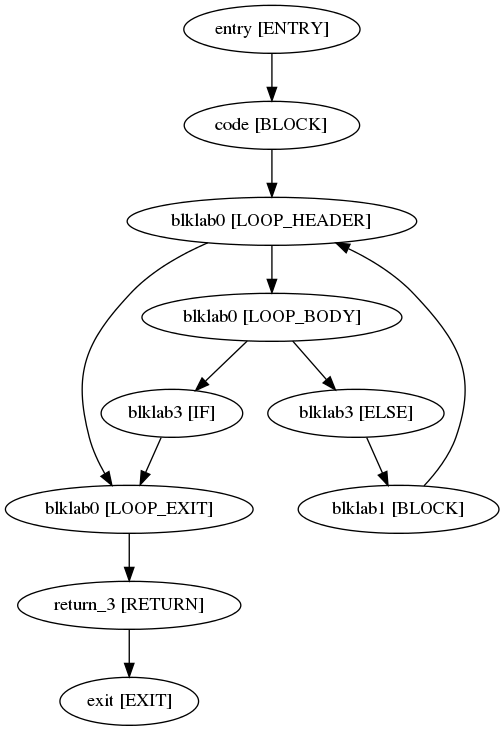 entry [ENTRY]
code [BLOCK]
blklab0 [LOOP_HEADER]
blklab0 [LOOP_BODY]
blklab3 [IF]
blklab3 [ELSE]
blklab0 [LOOP_EXIT]
blklab1 [BLOCK]
return_3 [RETURN]
exit [EXIT]